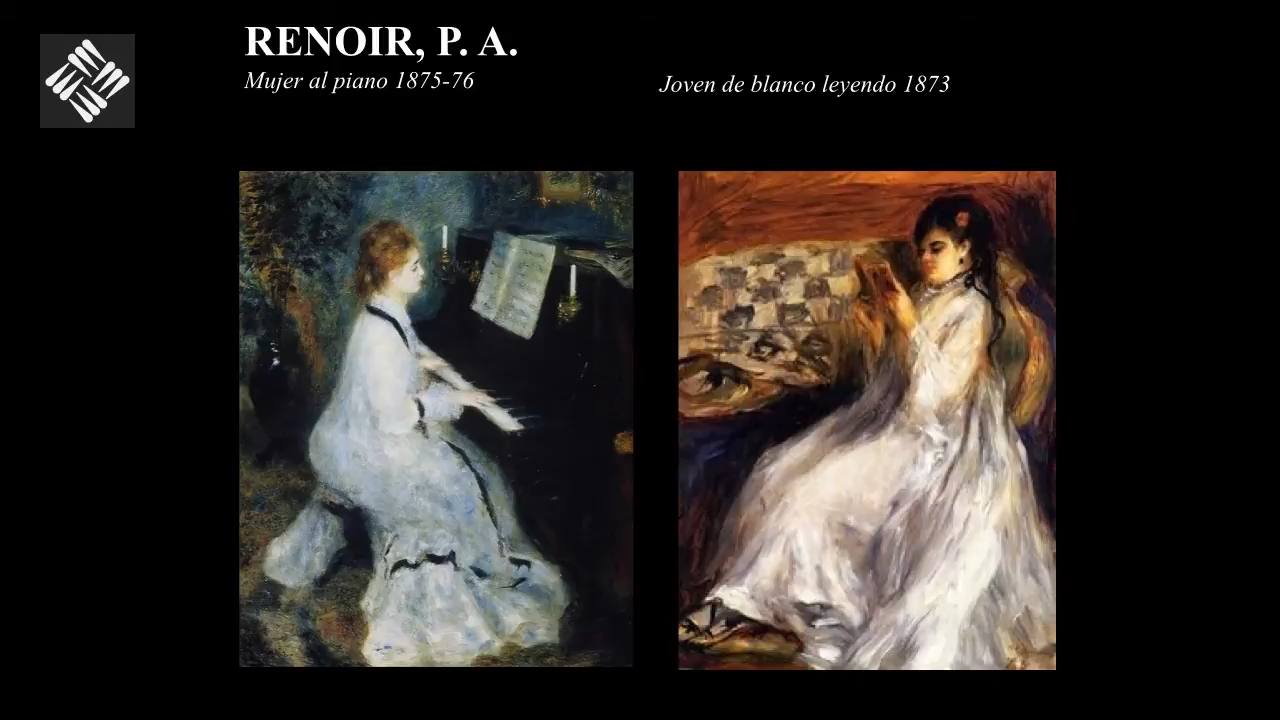 RENOIR, P. A.
Mujer al piano 1875-76
Joven de blanco leyendo 1873